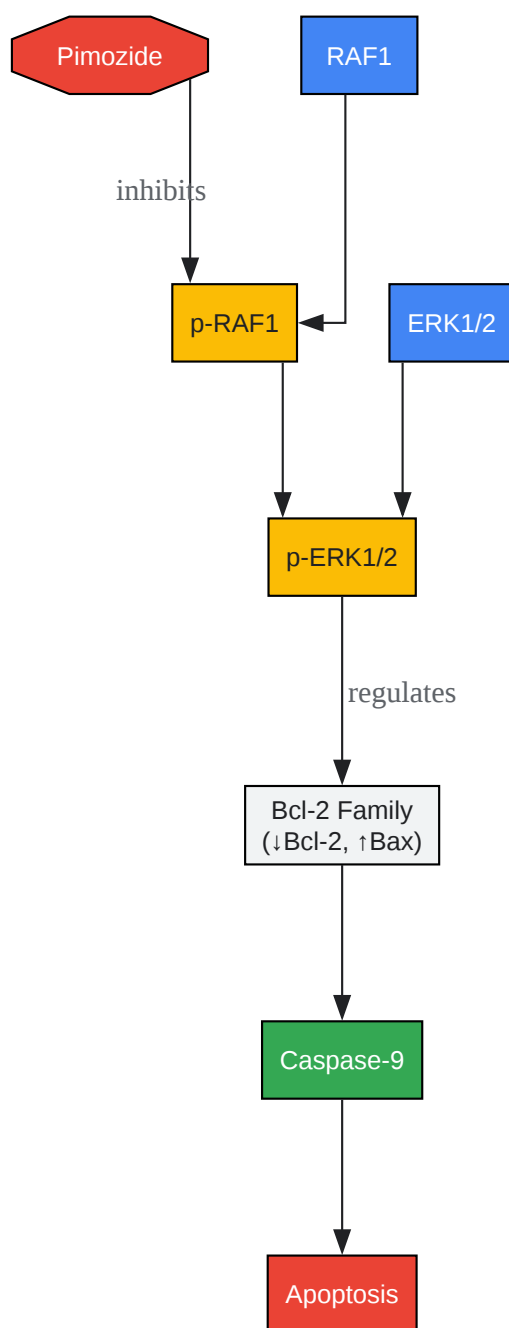 Pimozide
RAF1
inhibits
p-RAF1
ERK1/2
p-ERK1/2
regulates
Bcl-2 Family
(↓Bcl-2, ↑Bax)
Caspase-9
Apoptosis